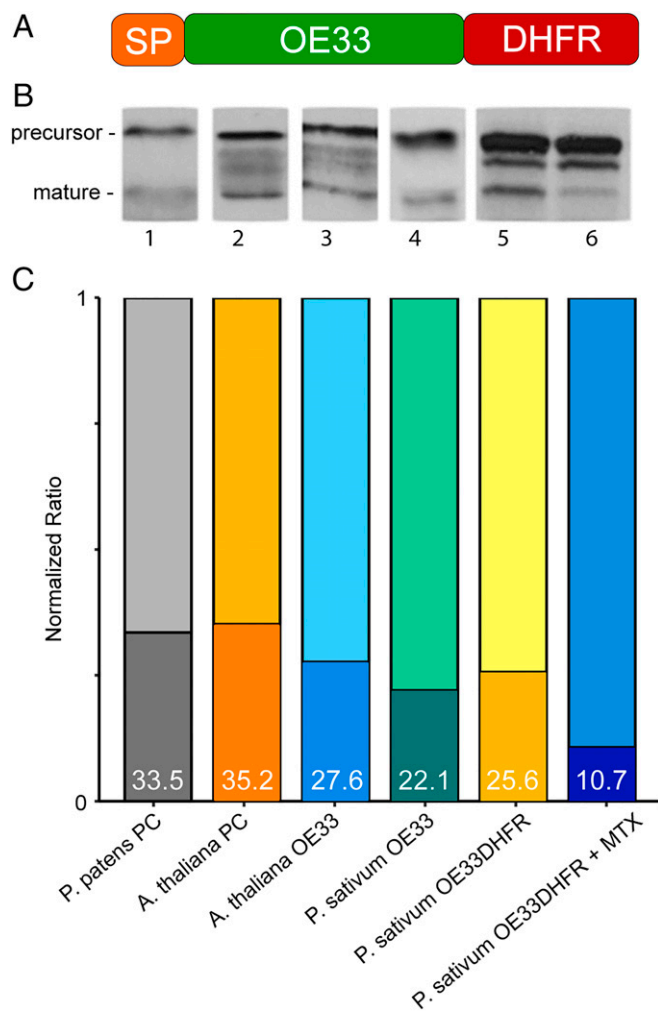 A
SP OE33 DHFR
B
precursor -
mature -
1 2 3 4 5 6
C
1
Normalized Ratio
33.5 35.2 27.6 22.1 25.6 10.7
0
P. patens PC
A. thaliana PC
A. thaliana OE33
P. sativum OE33
P. sativum OE33DHFR
P. sativum OE33DHFR + MTX